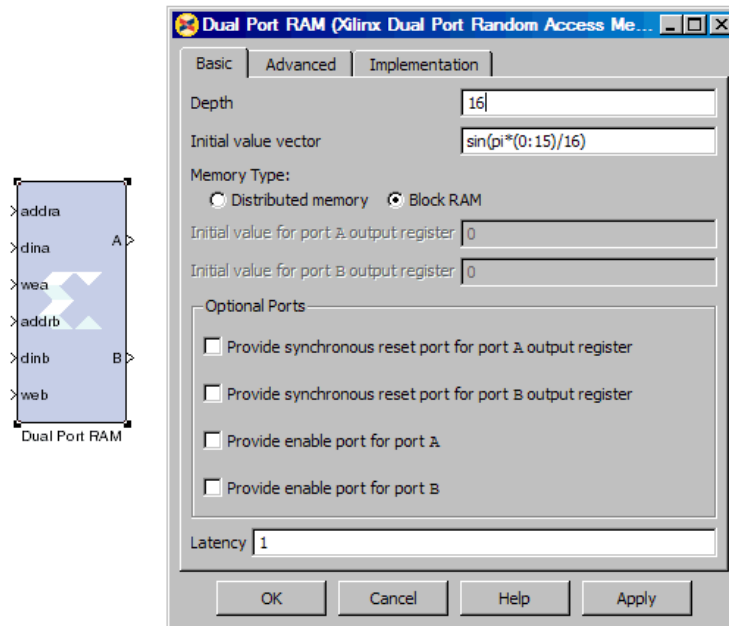 Dual Port RAM (Xilinx Dual Port Random Access Me...
Basic
Advanced
Implementation
Depth
16
Initial value vector
sin(pi*(0:15)/16)
Memory Type:
Distributed memory
Block RAM
Initial value for port A output register
0
Initial value for port B output register
0
Optional Ports
Provide synchronous reset port for port A output register
Provide synchronous reset port for port B output register
Provide enable port for port A
Provide enable port for port B
Latency
1
OK
Cancel
Help
Apply
addra
dina
wea
addrb
dinb
web
A
B
Dual Port RAM